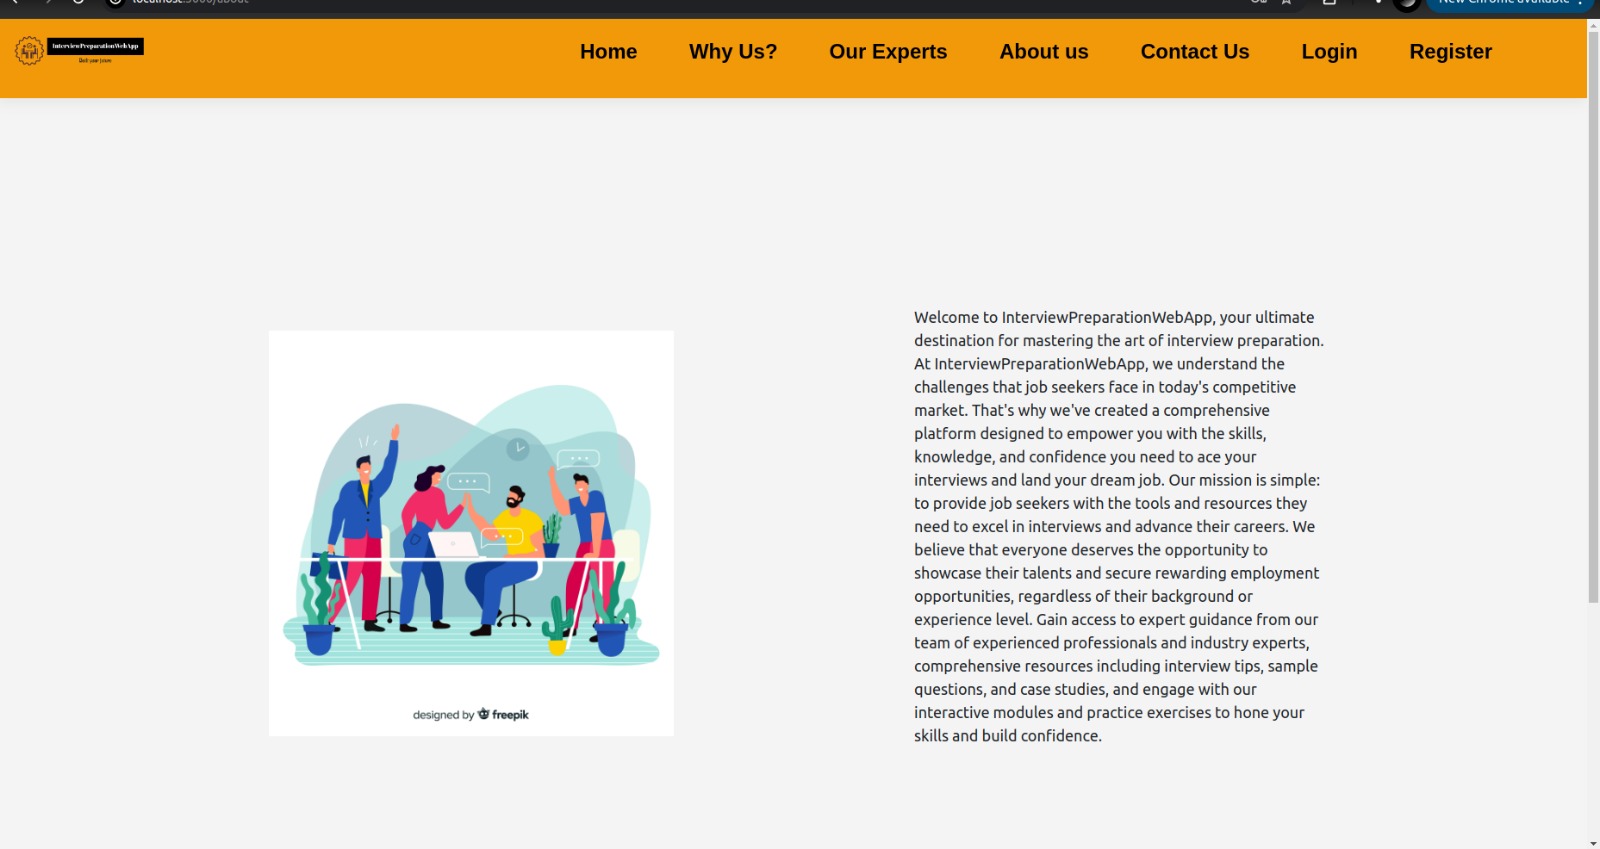 InterviewPreparationWebApp
Home Why Us? Our Experts About us Contact Us Login Register
Welcome to InterviewPreparationWebApp, your ultimate
destination for mastering the art of interview preparation.
At InterviewPreparationWebApp, we understand the
challenges that job seekers face in today's competitive
market. That's why we've created a comprehensive
platform designed to empower you with the skills,
knowledge, and confidence you need to ace your
interviews and land your dream job. Our mission is simple:
to provide job seekers with the tools and resources they
need to excel in interviews and advance their careers. We
believe that everyone deserves the opportunity to
showcase their talents and secure rewarding employment
opportunities, regardless of their background or
experience level. Gain access to expert guidance from our
team of experienced professionals and industry experts,
comprehensive resources including interview tips, sample
questions, and case studies, and engage with our
interactive modules and practice exercises to hone your
skills and build confidence.
designed by freepik